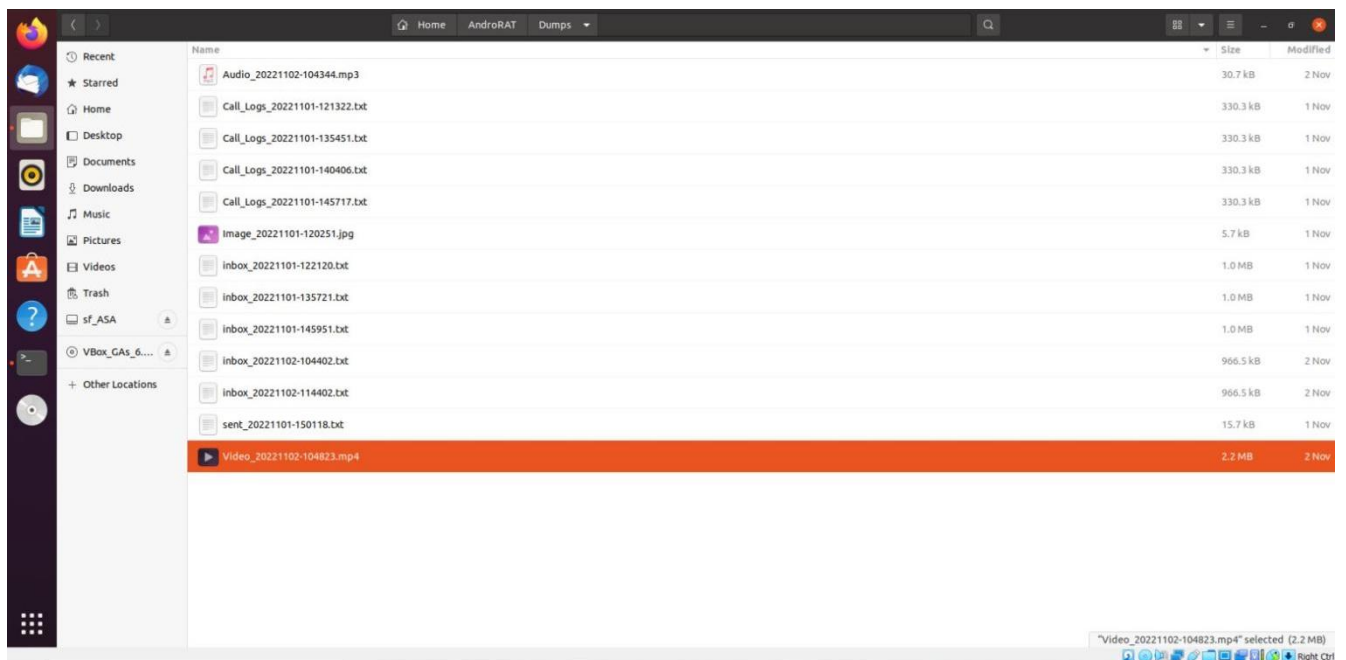 Home AndroRAT Dumps
Recent
Starred
Home
Desktop
Documents
Downloads
Music
Pictures
Videos
Trash
sf_ASA
VBox_GAs_6....
+ Other Locations
Name Size Modified
Audio_20221102-104344.mp3 30.7 kB 2 Nov
Call_Logs_20221101-121322.txt 330.3 kB 1 Nov
Call_Logs_20221101-135451.txt 330.3 kB 1 Nov
Call_Logs_20221101-140406.txt 330.3 kB 1 Nov
Call_Logs_20221101-145717.txt 330.3 kB 1 Nov
Image_20221101-120251.jpg 5.7 kB 1 Nov
inbox_20221101-122120.txt 1.0 MB 1 Nov
inbox_20221101-135721.txt 1.0 MB 1 Nov
inbox_20221101-145951.txt 1.0 MB 1 Nov
inbox_20221102-104402.txt 966.5 kB 2 Nov
inbox_20221102-114402.txt 966.5 kB 2 Nov
sent_20221101-150118.txt 15.7 kB 1 Nov
Video_20221102-104823.mp4 2.2 MB 2 Nov
"Video_20221102-104823.mp4" selected (2.2 MB)
Right Ctrl